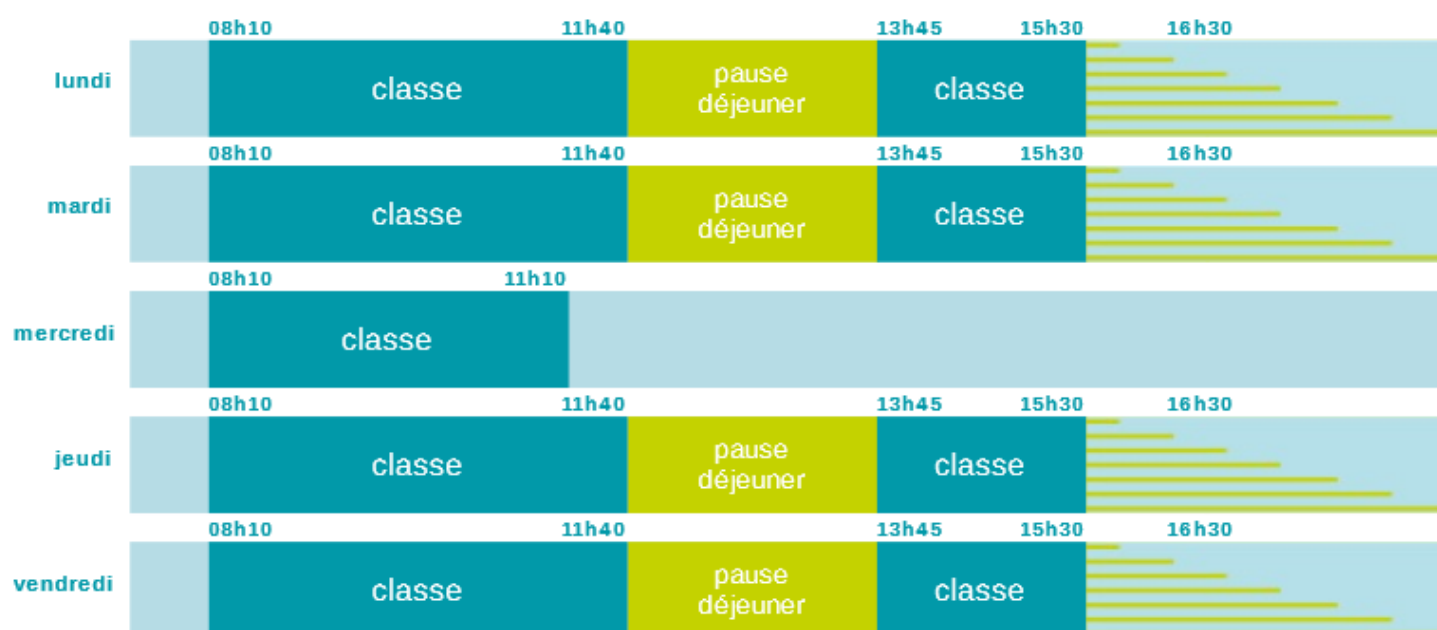 08h10 11h40 13h45 15h30 16h30
lundi classe pause déjeuner classe
08h10 11h40 13h45 15h30 16h30
mardi classe pause déjeuner classe
08h10 11h10
mercredi classe
08h10 11h40 13h45 15h30 16h30
jeudi classe pause déjeuner classe
08h10 11h40 13h45 15h30 16h30
vendredi classe pause déjeuner classe